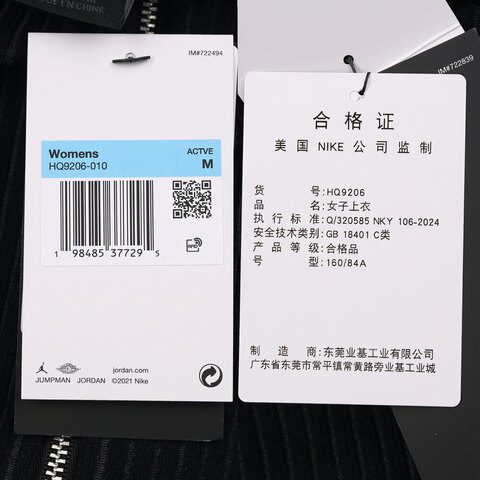 MADE IN CHINA
IM#722494
Womens
HQ9206-010
ACTVE
M
1 98485 37729 5
RFID
JUMPMAN JORDAN
jordan.com
©2021 Nike
IM#722839
合格证
美国 NIKE 公司监制
货号:HQ9206
品名:女子上衣
执行标准:Q/320585 NKY 106-2024
安全技术类别:GB 18401 C类
产品等级:合格品
号型:160/84A
制造商:东莞业基工业有限公司
广东省东莞市常平镇常黄路旁业基工业城